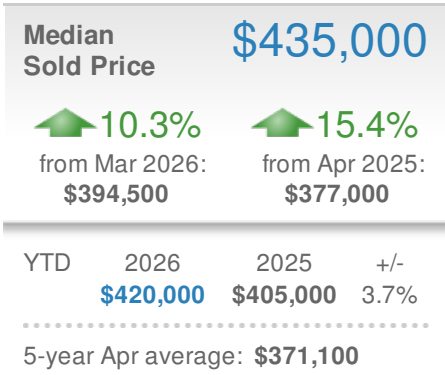 Median
Sold Price
$435,000
10.3%
from Mar 2026:
$394,500
15.4%
from Apr 2025:
$377,000
YTD 2026 2025 +/-
$420,000 $405,000 3.7%
5-year Apr average: $371,100